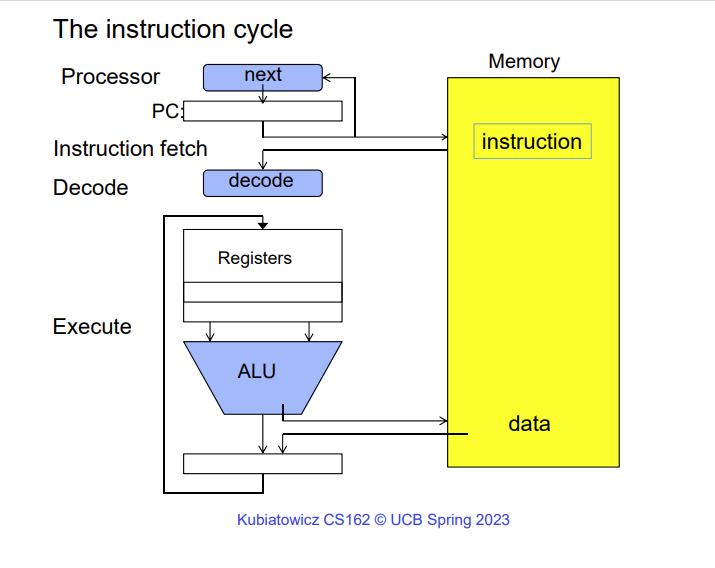 The instruction cycle
Memory
Processor
next
PC:
instruction
Instruction fetch
decode
Decode
Registers
Execute
ALU
data
Kubiatowicz CS162 © UCB Spring 2023